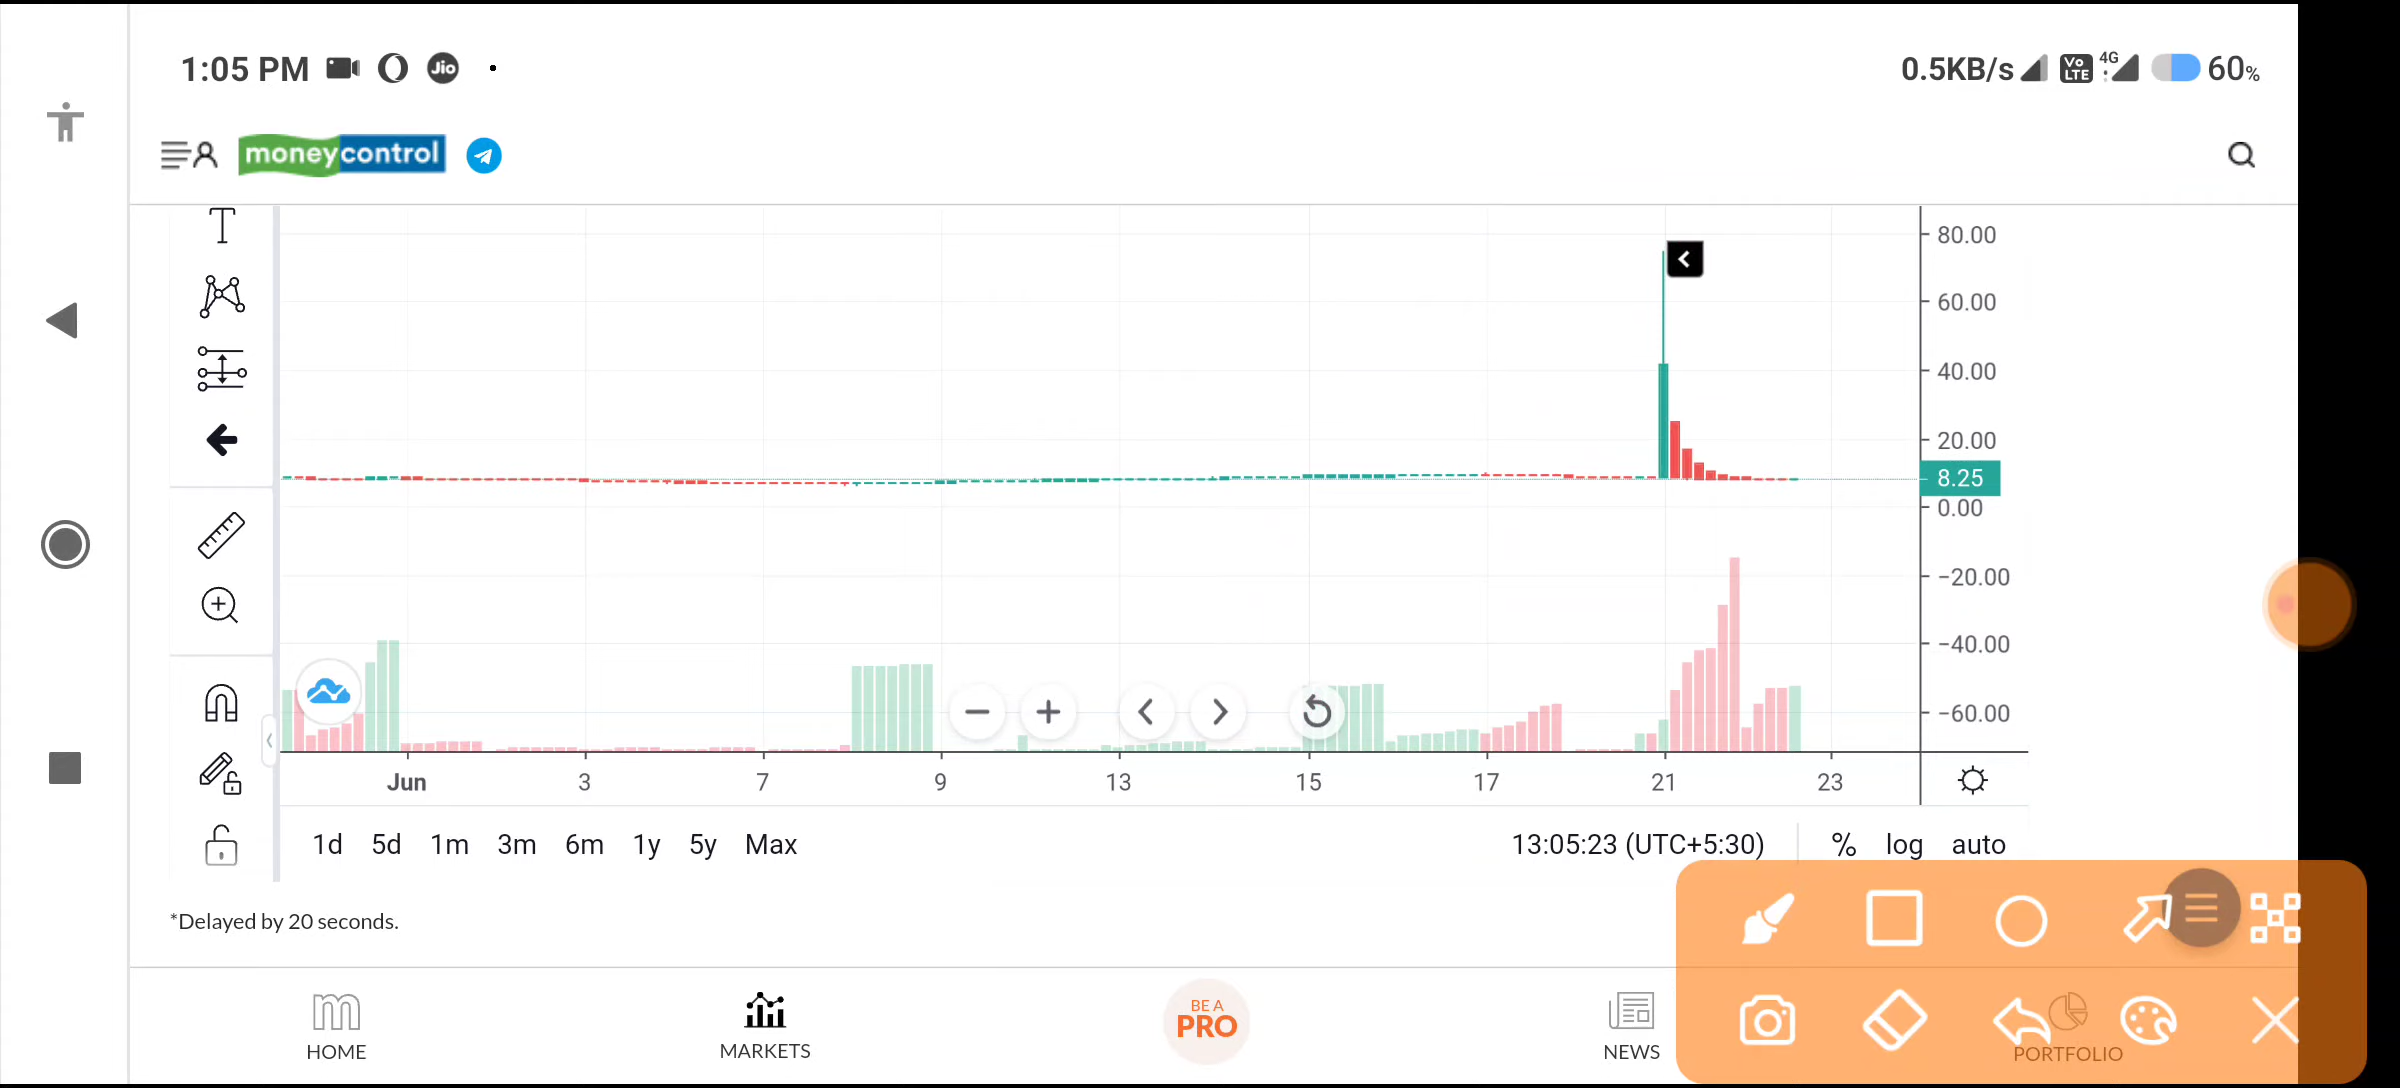 1:05 PM Jio
0.5KB/s Vo LTE 4G 60%
moneycontrol
T
80.00
60.00
40.00
20.00
8.25
0.00
−20.00
−40.00
−60.00
Jun 3 7 9 13 15 17 21 23
1d 5d 1m 3m 6m 1y 5y Max
13:05:23 (UTC+5:30) % log auto
*Delayed by 20 seconds.
HOME
MARKETS
BE A
PRO
NEWS
PORTFOLIO